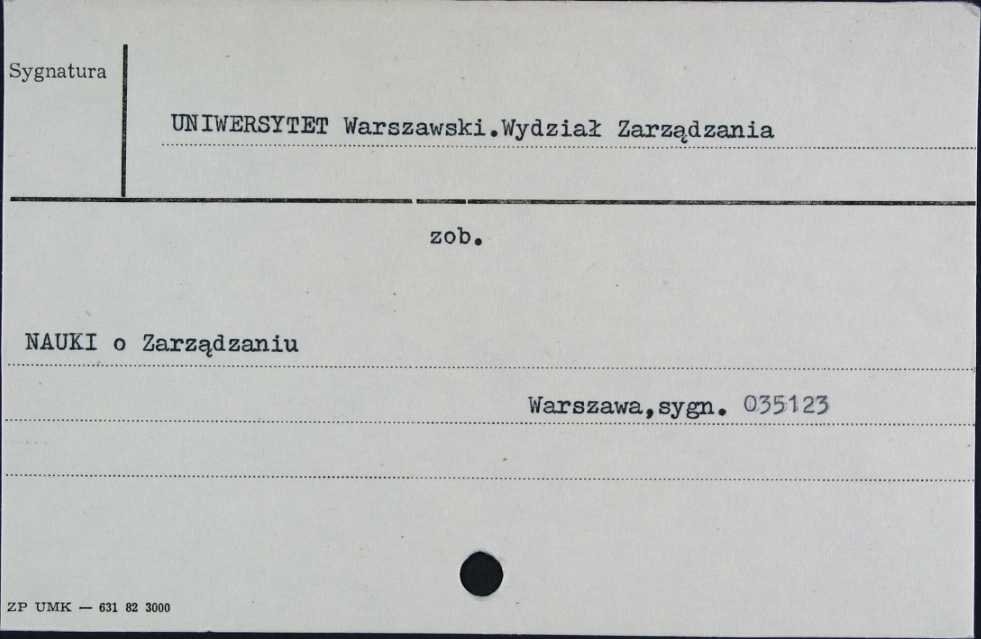 Sygnatura
UNIWERSYTET Warszawski.Wydział Zarządzania
zob.
NAUKI o Zarządzaniu
Warszawa,sygn. 035123
ZP UMK — 631 82 3000